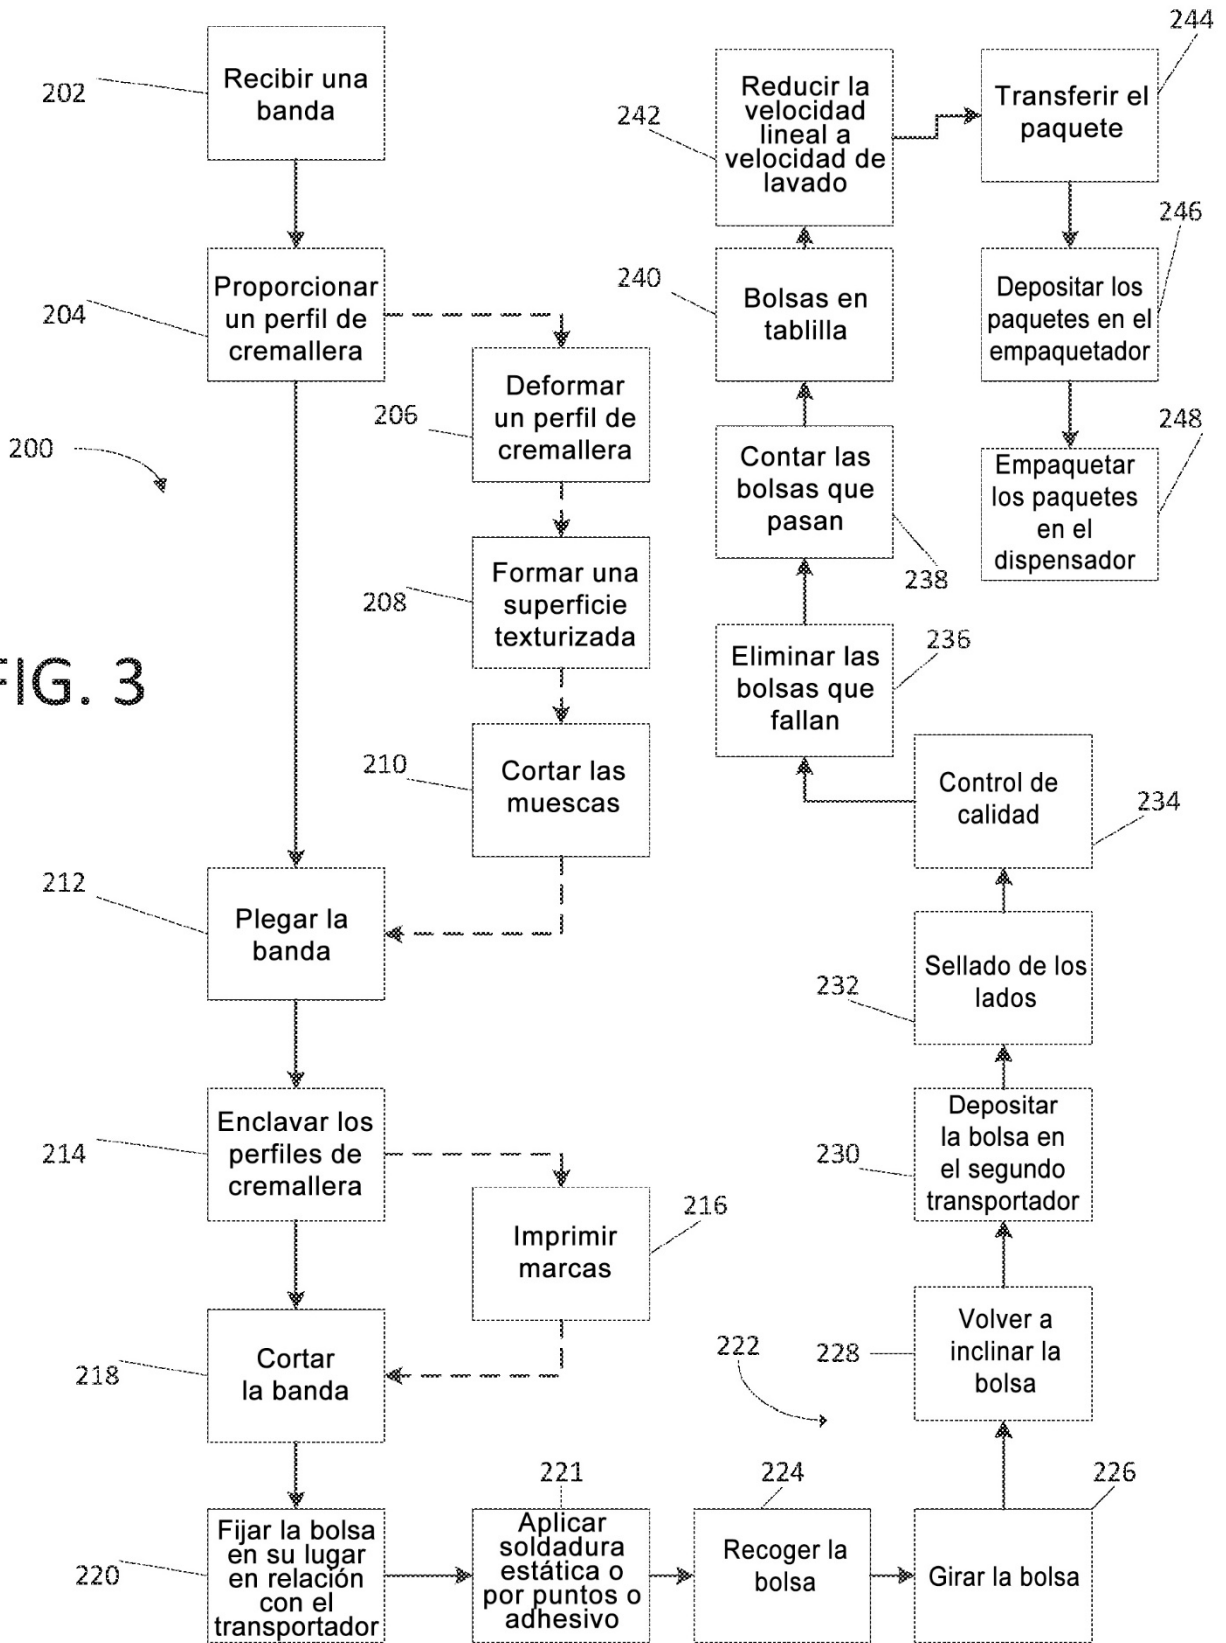 202
Recibir una
banda
204
Proporcionar
un perfil de
cremallera
206
Deformar
un perfil de
cremallera
200
208
Formar una
superficie
texturizada
FIG. 3
210
Cortar las
muescas
212
Plegar la
banda
214
Enclavar los
perfiles de
cremallera
216
Imprimir
marcas
218
Cortar
la banda
220
Fijar la bolsa
en su lugar
en relación
con el
transportador
221
Aplicar
soldadura
estática o
por puntos o
adhesivo
222
224
Recoger la
bolsa
226
Girar la bolsa
228
Volver a
inclinar la
bolsa
230
Depositar
la bolsa en
el segundo
transportador
232
Sellado de los
lados
234
Control de
calidad
236
Eliminar las
bolsas que
fallan
238
Contar las
bolsas que
pasan
240
Bolsas en
tablilla
242
Reducir la
velocidad
lineal a
velocidad de
lavado
244
Transferir el
paquete
246
Depositar los
paquetes en el
empaquetador
248
Empaquetar
los paquetes
en el
dispensador